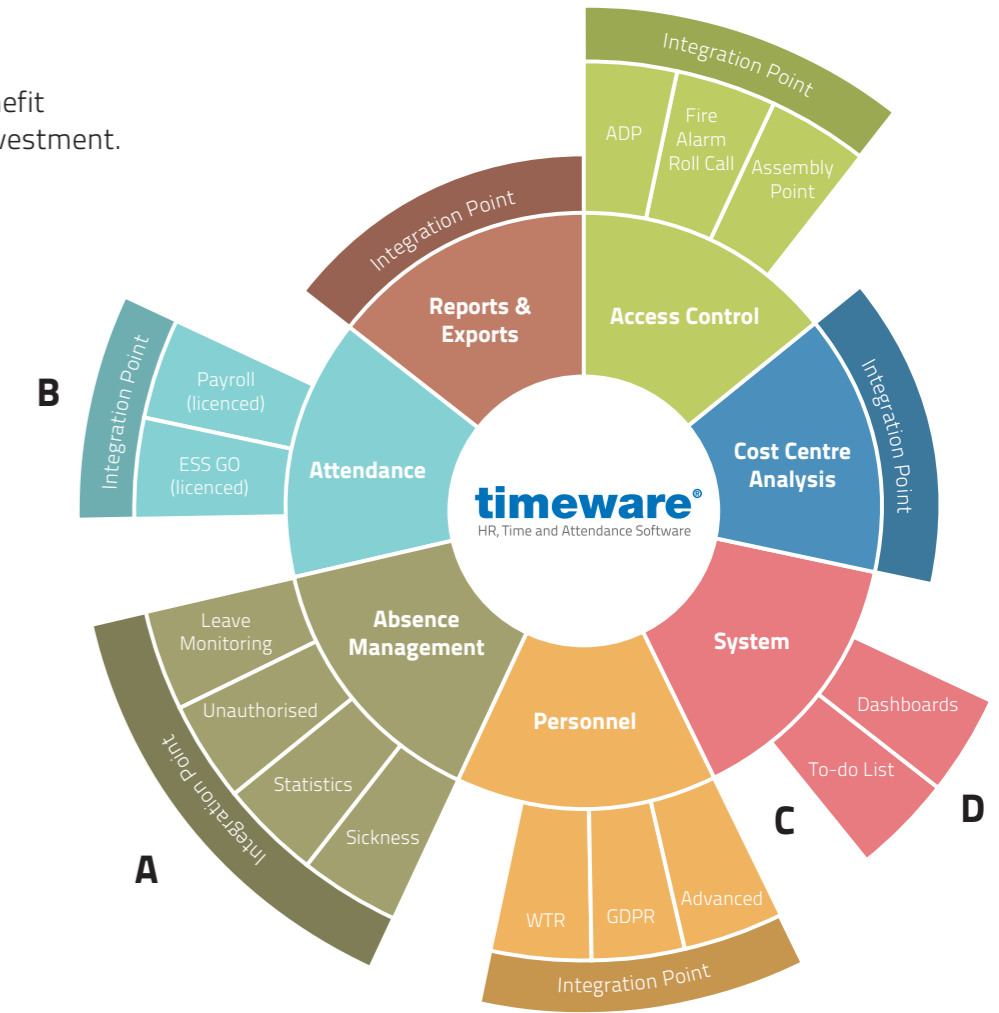 nefit
vestment.
Integration Point
ADP
Fire
Alarm
Roll Call
Assembly
Point
Access Control
Integration Point
Reports &
Exports
Integration Point
Cost Centre
Analysis
B
Integration Point
Payroll
(licenced)
ESS GO
(licenced)
Attendance
timeware®
HR, Time and Attendance Software
Absence
Management
Leave
Monitoring
Unauthorised
Statistics
Sickness
Integration Point
A
System
Dashboards
To-do List
C
D
Personnel
WTR
GDPR
Advanced
Integration Point